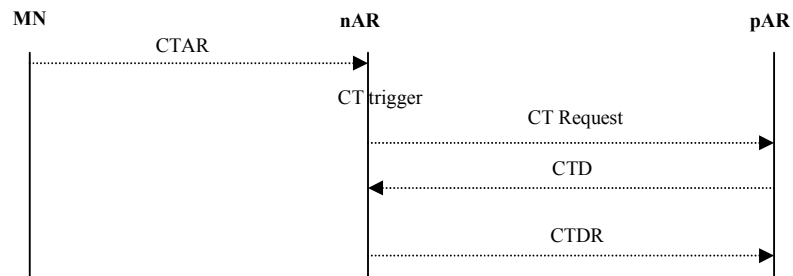 MN nAR pAR
CTAR
CT trigger
CT Request
CTD
CTDR